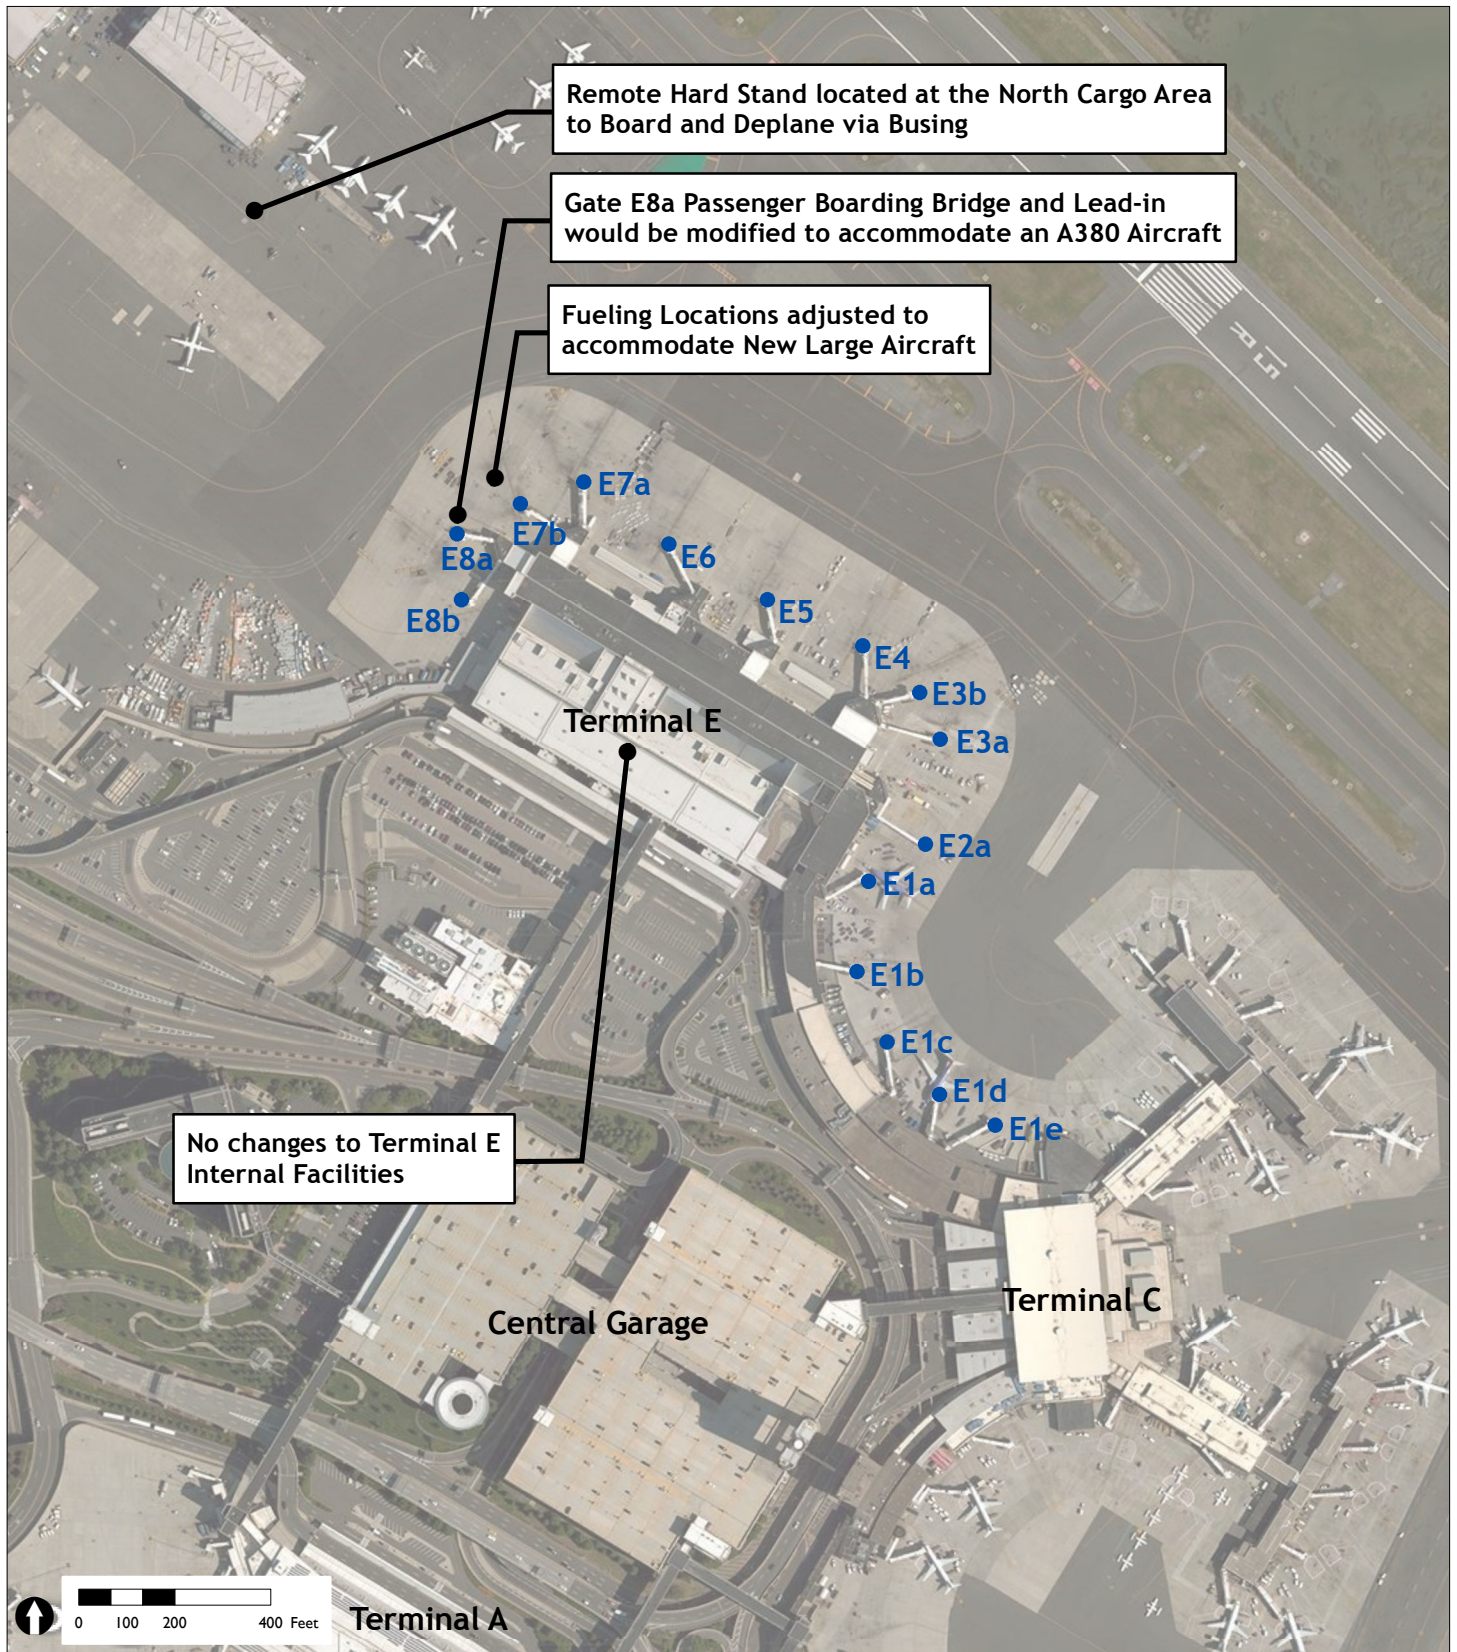 Remote Hard Stand located at the North Cargo Area
to Board and Deplane via Busing
Gate E8a Passenger Boarding Bridge and Lead-in
would be modified to accommodate an A380 Aircraft
Fueling Locations adjusted to
accommodate New Large Aircraft
15R
E7a
E7b
E8a
E6
E8b
E5
E4
E3b
Terminal E
E3a
E2a
E1a
E1b
E1c
E1d
E1e
No changes to Terminal E
Internal Facilities
Terminal C
Central Garage
0 100 200 400 Feet
Terminal A